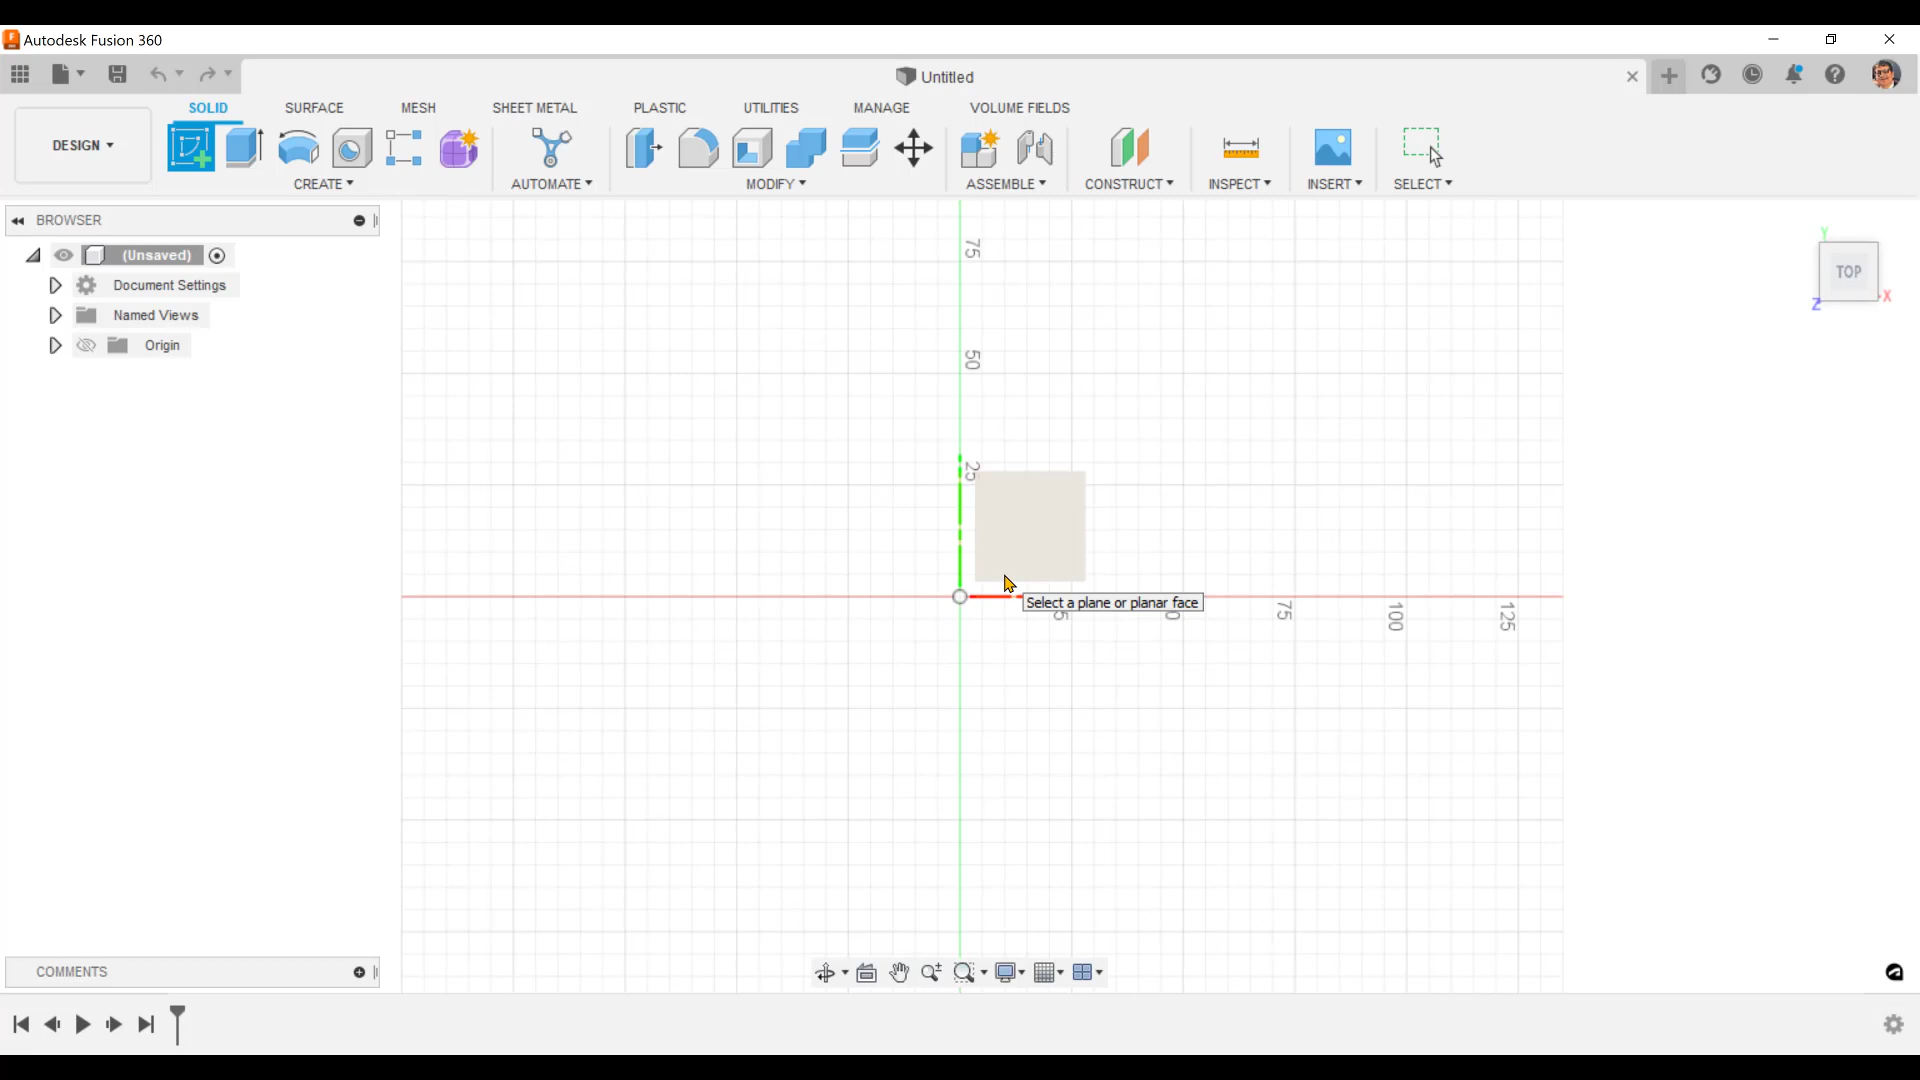 Autodesk Fusion 360
Untitled
SOLID SURFACE MESH SHEET METAL PLASTIC UTILITIES MANAGE VOLUME FIELDS
DESIGN
CREATE AUTOMATE MODIFY ASSEMBLE CONSTRUCT INSPECT INSERT SELECT
BROWSER
(Unsaved)
Document Settings
Named Views
Origin
75
50
25
Select a plane or planar face
75
100
125
Y
TOP
X
Z
COMMENTS